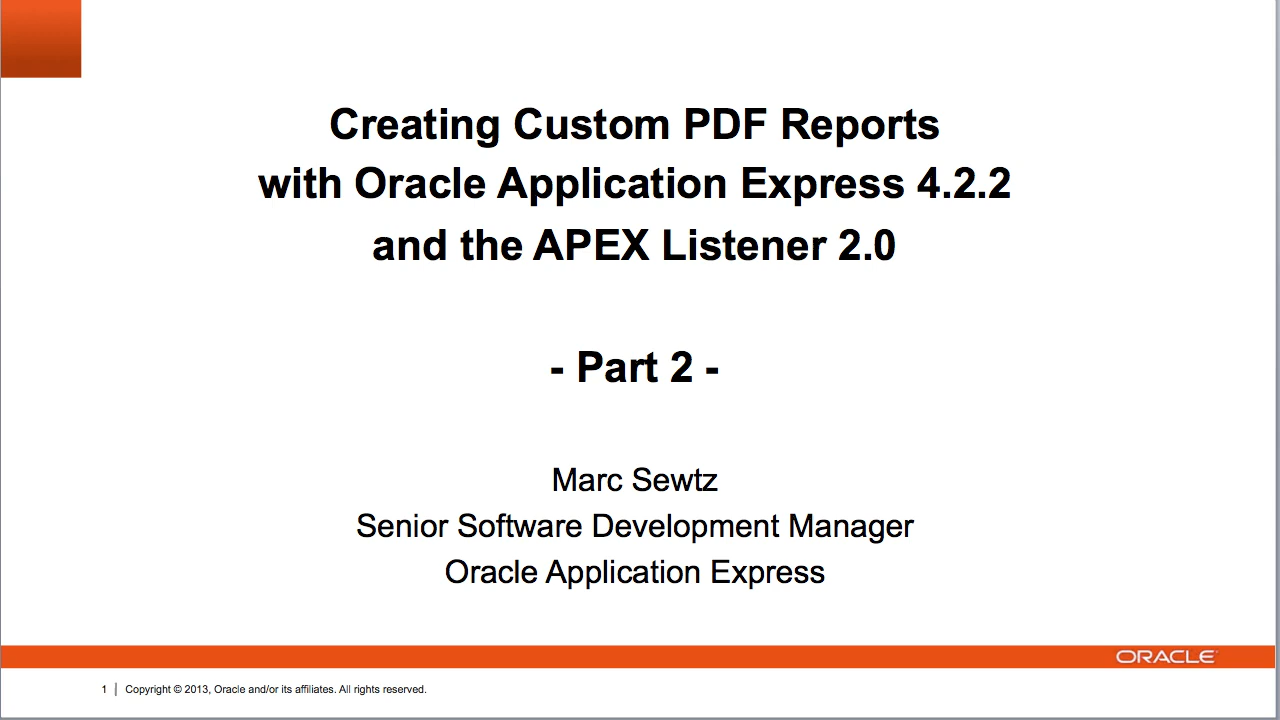 Creating Custom PDF Reports
with Oracle Application Express 4.2.2
and the APEX Listener 2.0
- Part 2 -
Marc Sewtz
Senior Software Development Manager
Oracle Application Express
ORACLE
1 | Copyright © 2013, Oracle and/or its affiliates. All rights reserved.